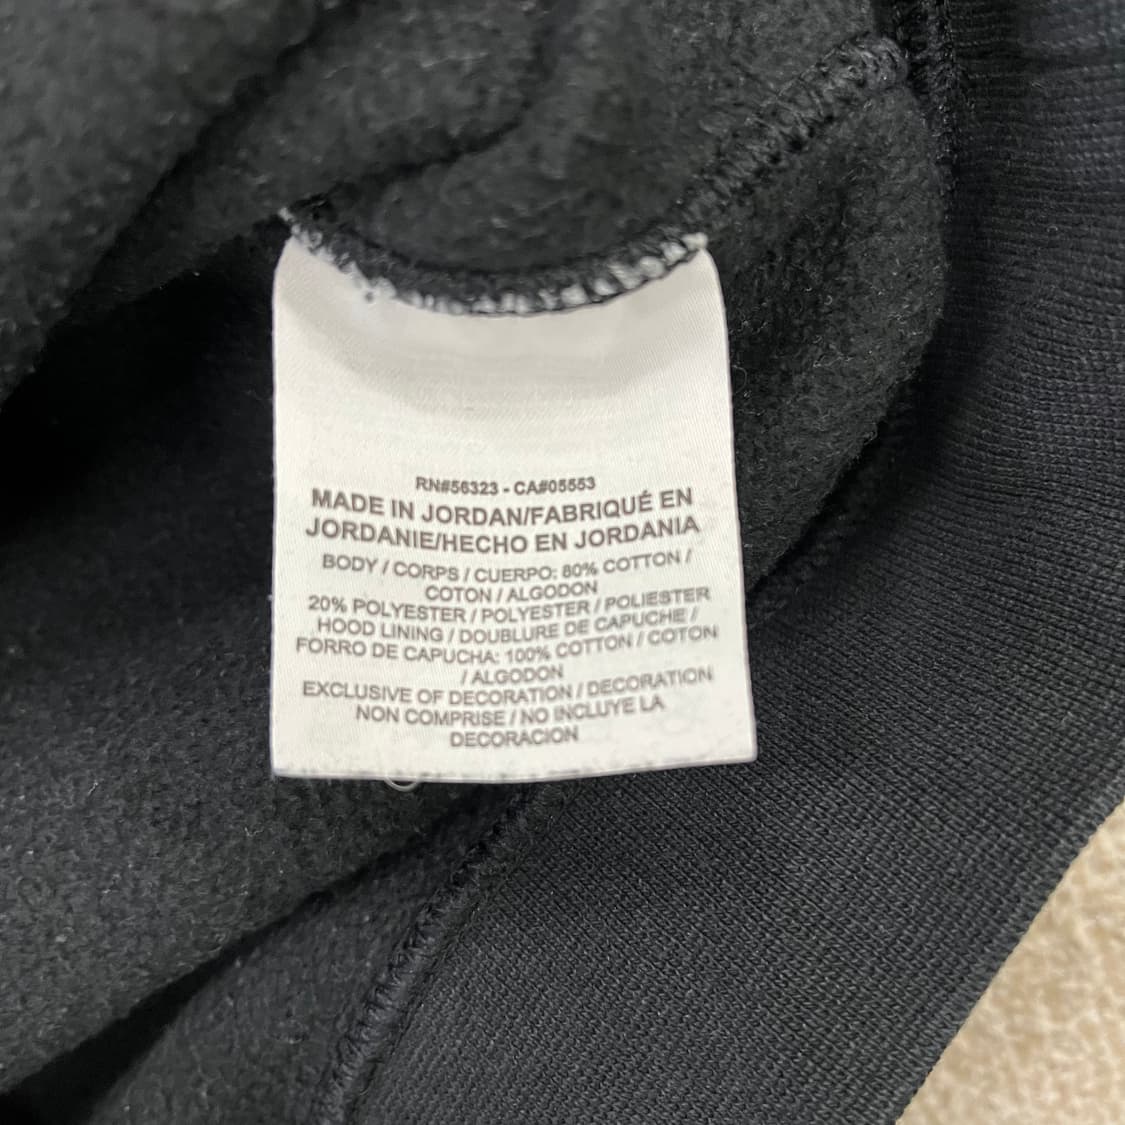 RN#56323 - CA#05553
MADE IN JORDAN/FABRIQUÉ EN
JORDANIE/HECHO EN JORDANIA
BODY / CORPS / CUERPO: 80% COTTON /
COTON / ALGODON
20% POLYESTER / POLYESTER / POLIESTER
HOOD LINING / DOUBLURE DE CAPUCHE /
FORRO DE CAPUCHA: 100% COTTON / COTON
/ ALGODON
EXCLUSIVE OF DECORATION / DECORATION
NON COMPRISE / NO INCLUYE LA
DECORACION